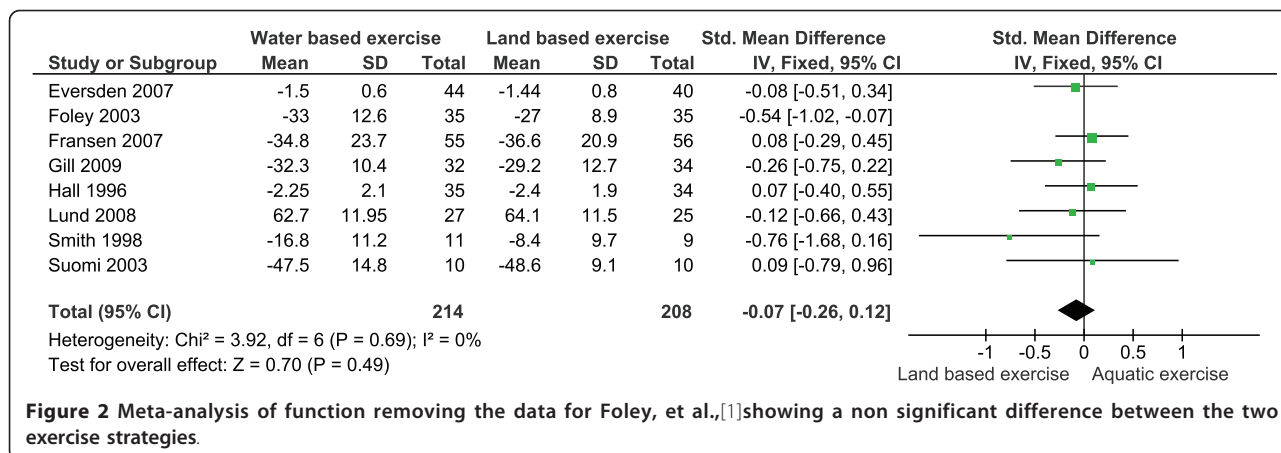 Water based exercise Land based exercise Std. Mean Difference Std. Mean Difference
Study or Subgroup Mean SD Total Mean SD Total IV, Fixed, 95% CI IV, Fixed, 95% CI
Eversden 2007 -1.5 0.6 44 -1.44 0.8 40 -0.08 [-0.51, 0.34]
Foley 2003 -33 12.6 35 -27 8.9 35 -0.54 [-1.02, -0.07]
Fransen 2007 -34.8 23.7 55 -36.6 20.9 56 0.08 [-0.29, 0.45]
Gill 2009 -32.3 10.4 32 -29.2 12.7 34 -0.26 [-0.75, 0.22]
Hall 1996 -2.25 2.1 35 -2.4 1.9 34 0.07 [-0.40, 0.55]
Lund 2008 62.7 11.95 27 64.1 11.5 25 -0.12 [-0.66, 0.43]
Smith 1998 -16.8 11.2 11 -8.4 9.7 9 -0.76 [-1.68, 0.16]
Suomi 2003 -47.5 14.8 10 -48.6 9.1 10 0.09 [-0.79, 0.96]
Total (95% CI) 214 208 -0.07 [-0.26, 0.12]
Heterogeneity: Chi² = 3.92, df = 6 (P = 0.69); I² = 0%
Test for overall effect: Z = 0.70 (P = 0.49)
-1 -0.5 0 0.5 1
Land based exercise Aquatic exercise
Figure 2 Meta-analysis of function removing the data for Foley, et al.,[1]showing a non significant difference between the two
exercise strategies.